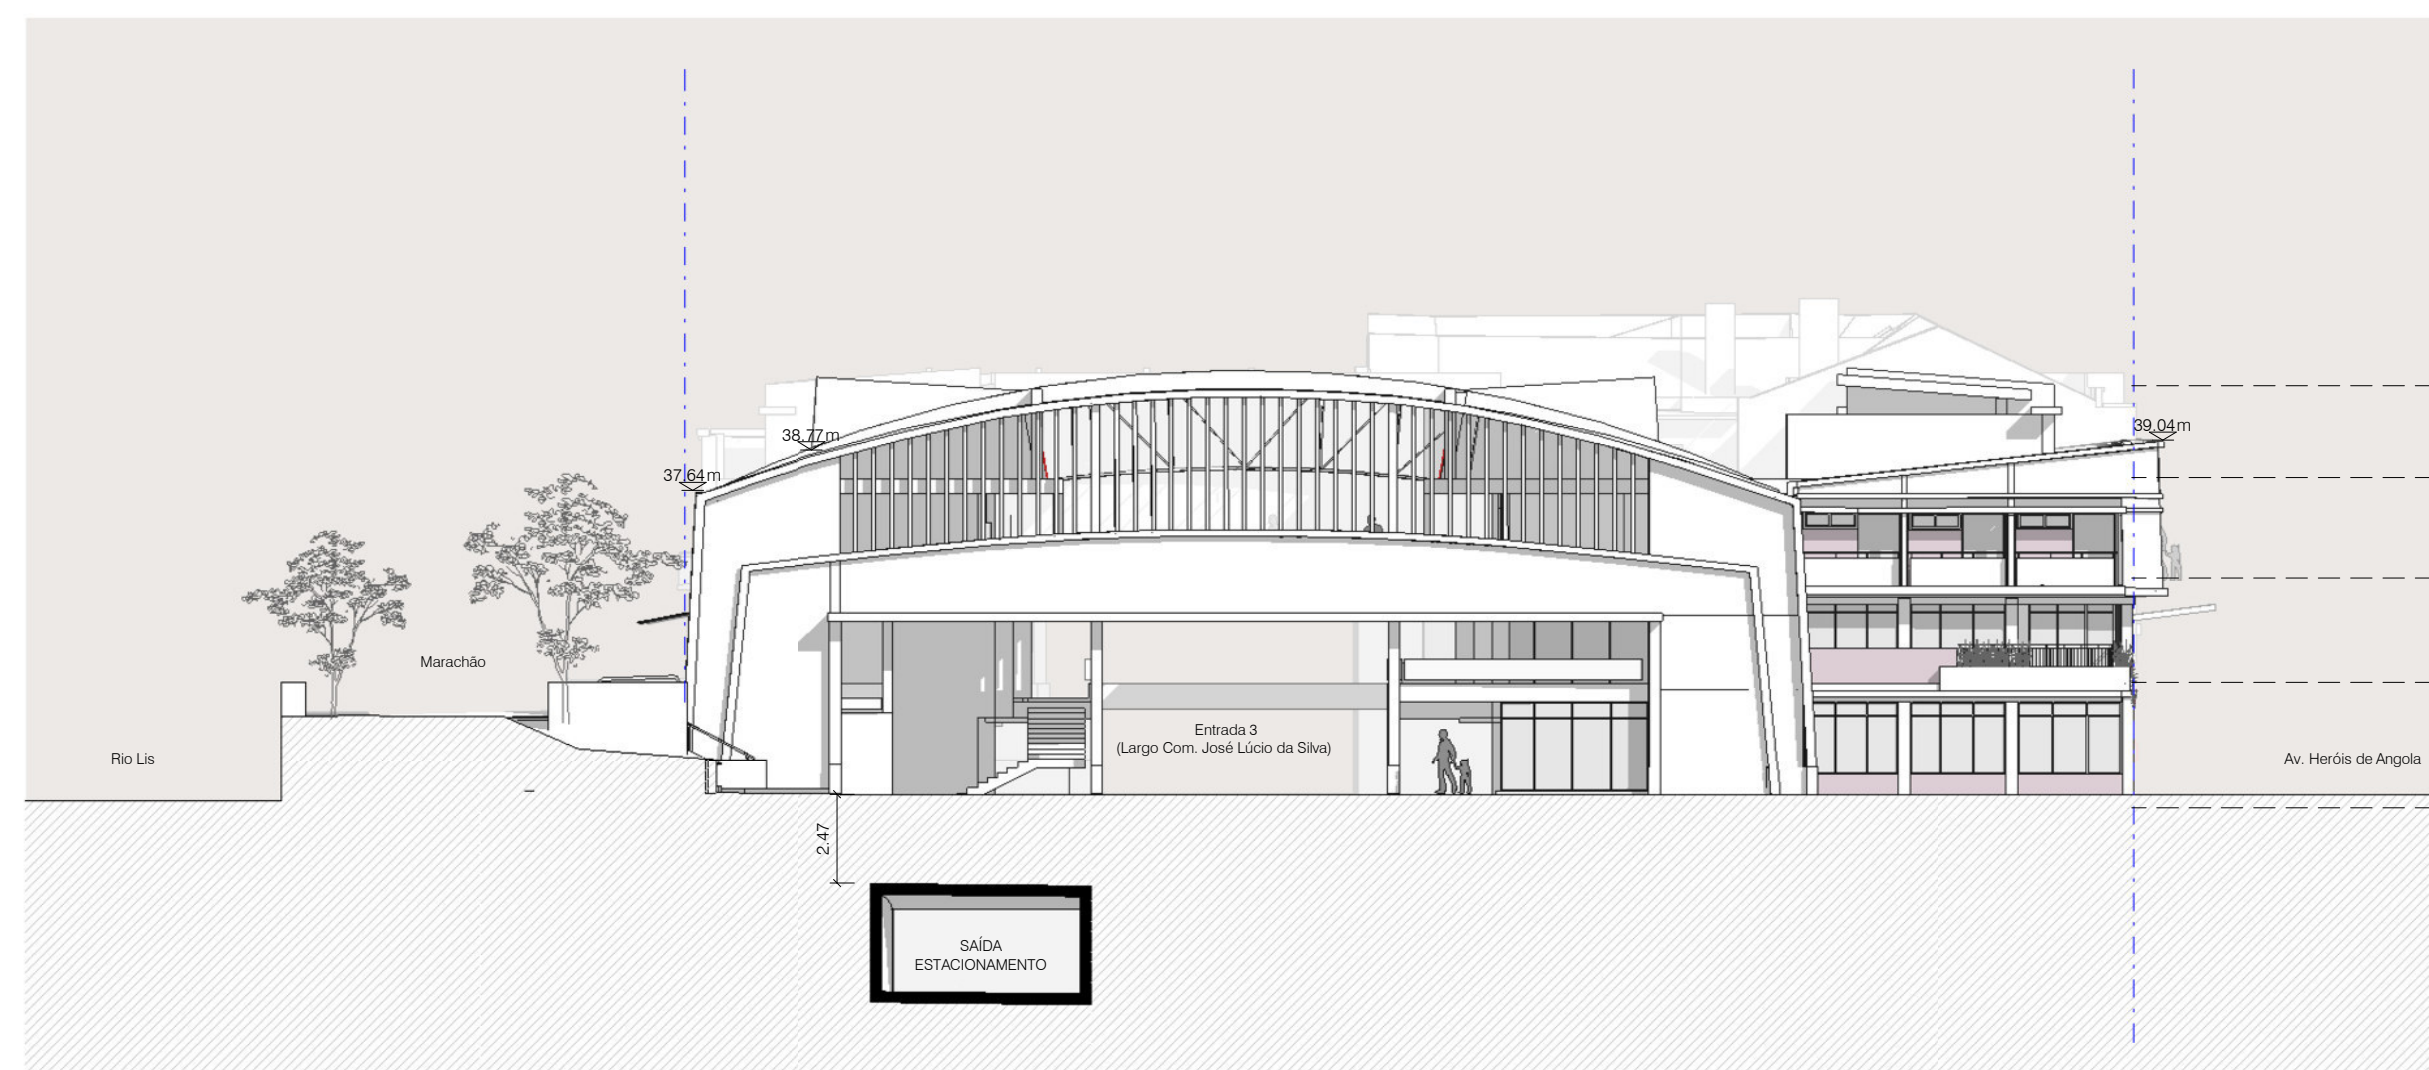 39.04m
38.77m
37.64m
Marachão
Entrada 3
(Largo Com. José Lúcio da Silva)
Rio Lis
Av. Heróis de Angola
2.47
SAÍDA
ESTACIONAMENTO